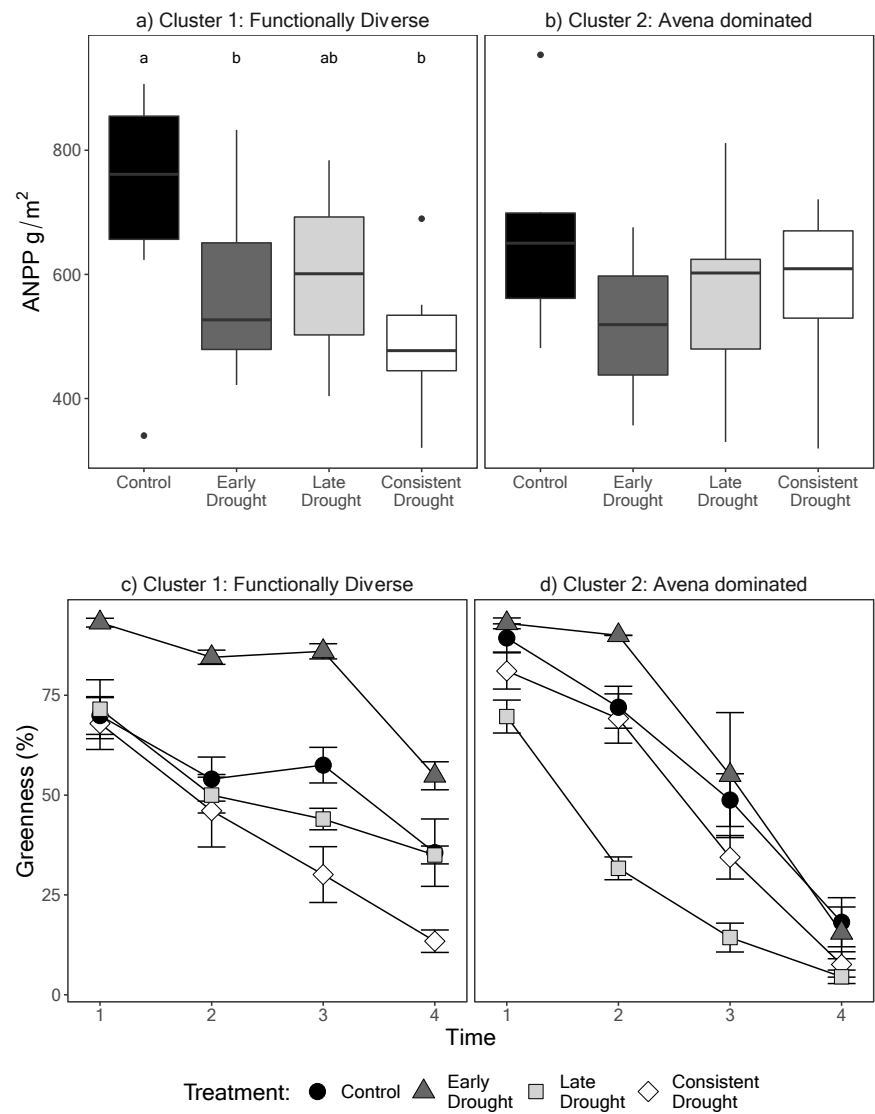 a) Cluster 1: Functionally Diverse
b) Cluster 2: Avena dominated
a b ab b
ANPP g/m²
800
600
400
Control
Early Drought
Late Drought
Consistent Drought
Control
Early Drought
Late Drought
Consistent Drought
c) Cluster 1: Functionally Diverse
d) Cluster 2: Avena dominated
Greenness (%)
75
50
25
0
1 2 3 4
1 2 3 4
Time
Treatment:
Control
Early Drought
Late Drought
Consistent Drought